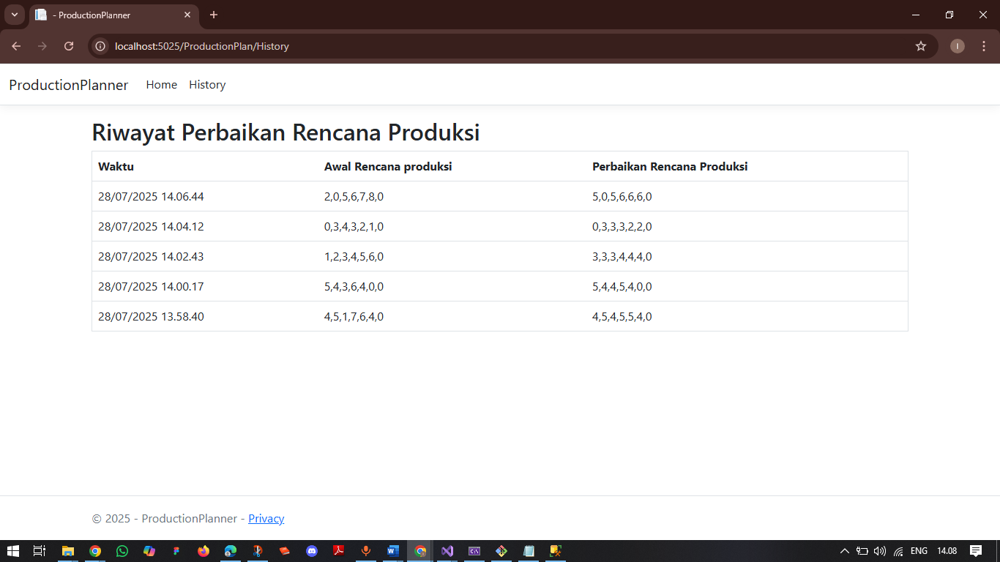 - ProductionPlanner
localhost:5025/ProductionPlan/History
I
ProductionPlanner Home History
Riwayat Perbaikan Rencana Produksi
Waktu Awal Rencana produksi Perbaikan Rencana Produksi
28/07/2025 14.06.44 2,0,5,6,7,8,0 5,0,5,6,6,6,0
28/07/2025 14.04.12 0,3,4,3,2,1,0 0,3,3,3,2,2,0
28/07/2025 14.02.43 1,2,3,4,5,6,0 3,3,3,4,4,4,0
28/07/2025 14.00.17 5,4,3,6,4,0,0 5,4,4,5,4,0,0
28/07/2025 13.58.40 4,5,1,7,6,4,0 4,5,4,5,5,4,0
© 2025 - ProductionPlanner - Privacy
ENG 14.08